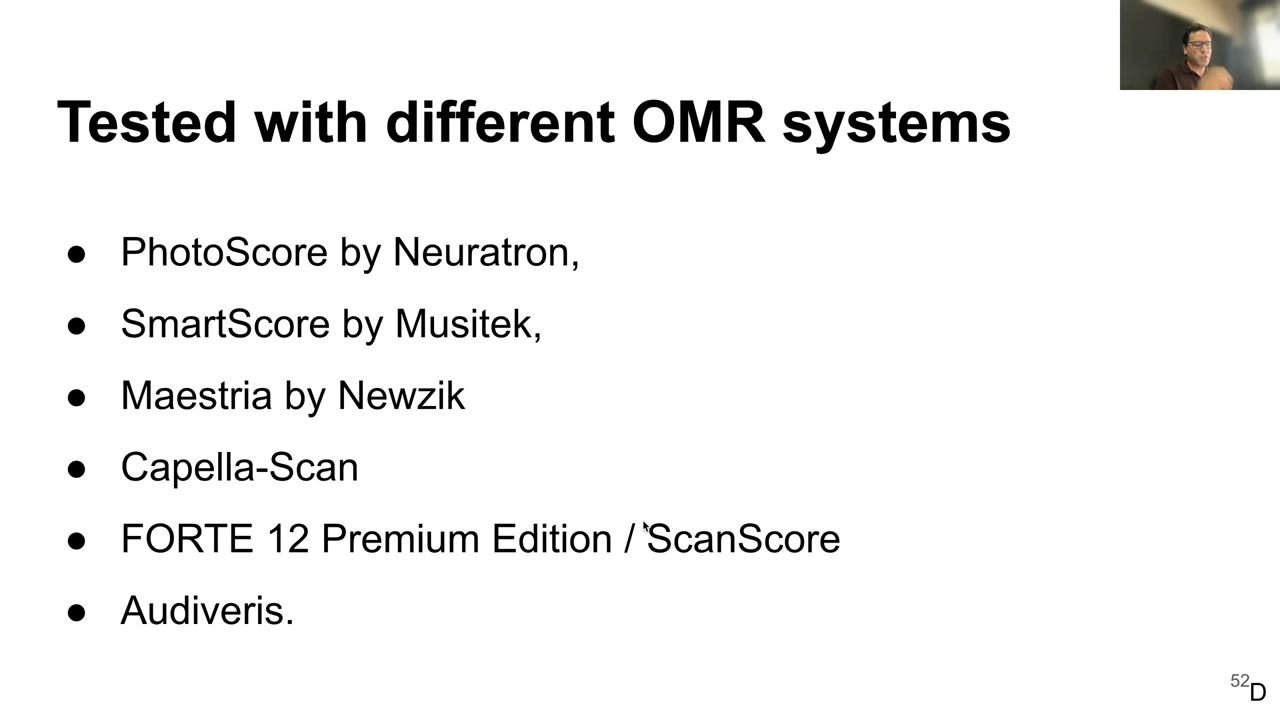 Tested with different OMR systems
● PhotoScore by Neuratron,
● SmartScore by Musitek,
● Maestria by Newzik
● Capella-Scan
● FORTE 12 Premium Edition / ScanScore
● Audiveris.
52
D